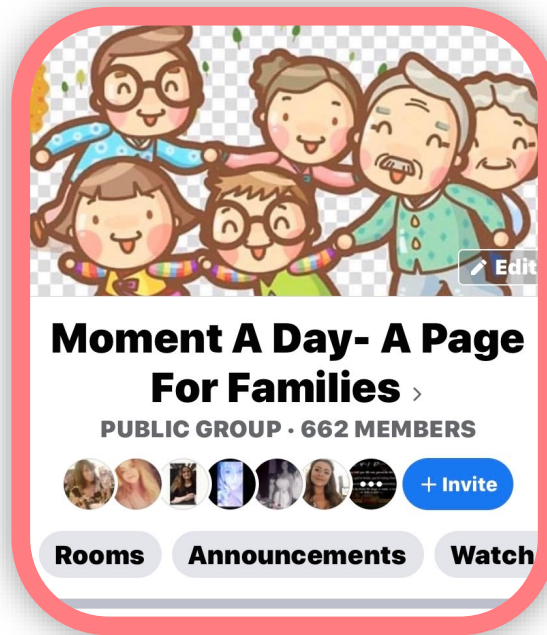 Edit
Moment A Day- A Page
For Families ›
PUBLIC GROUP · 662 MEMBERS
+ Invite
Rooms Announcements Watch